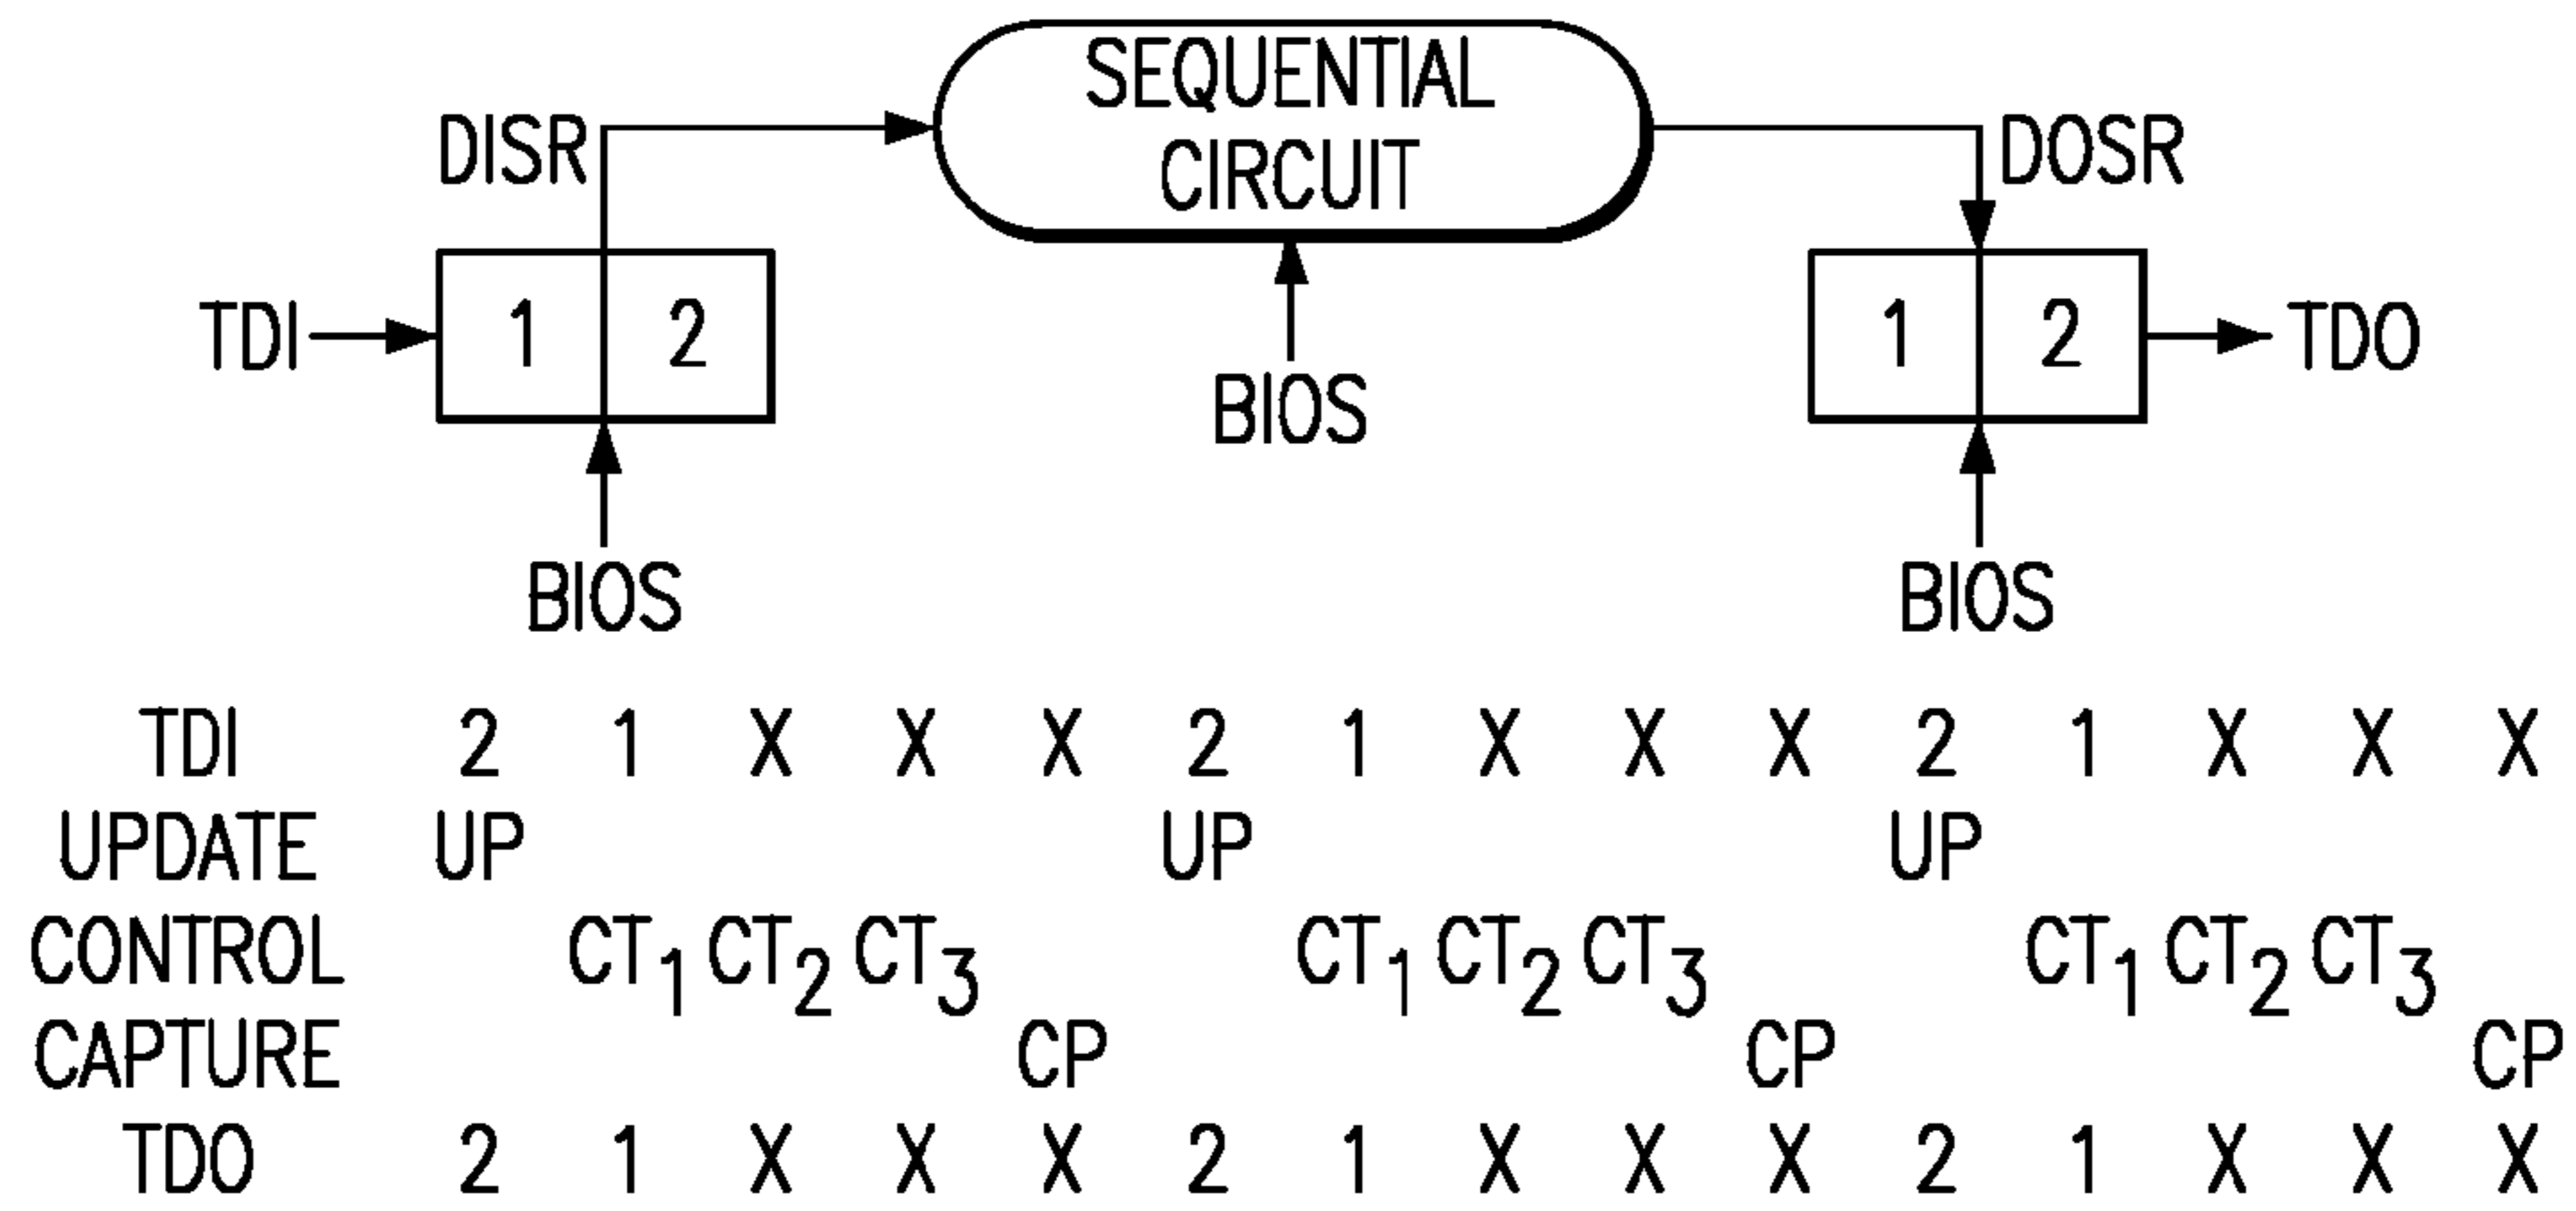 SEQUENTIAL
CIRCUIT
DISR
DOSR
TDI
1 2
1 2
TDO
BIOS
BIOS
BIOS
TDI 2 1 X X X 2 1 X X X 2 1 X X X
UPDATE UP UP UP
CONTROL CT1 CT2 CT3 CT1 CT2 CT3 CT1 CT2 CT3
CAPTURE CP CP CP
TDO 2 1 X X X 2 1 X X X 2 1 X X X